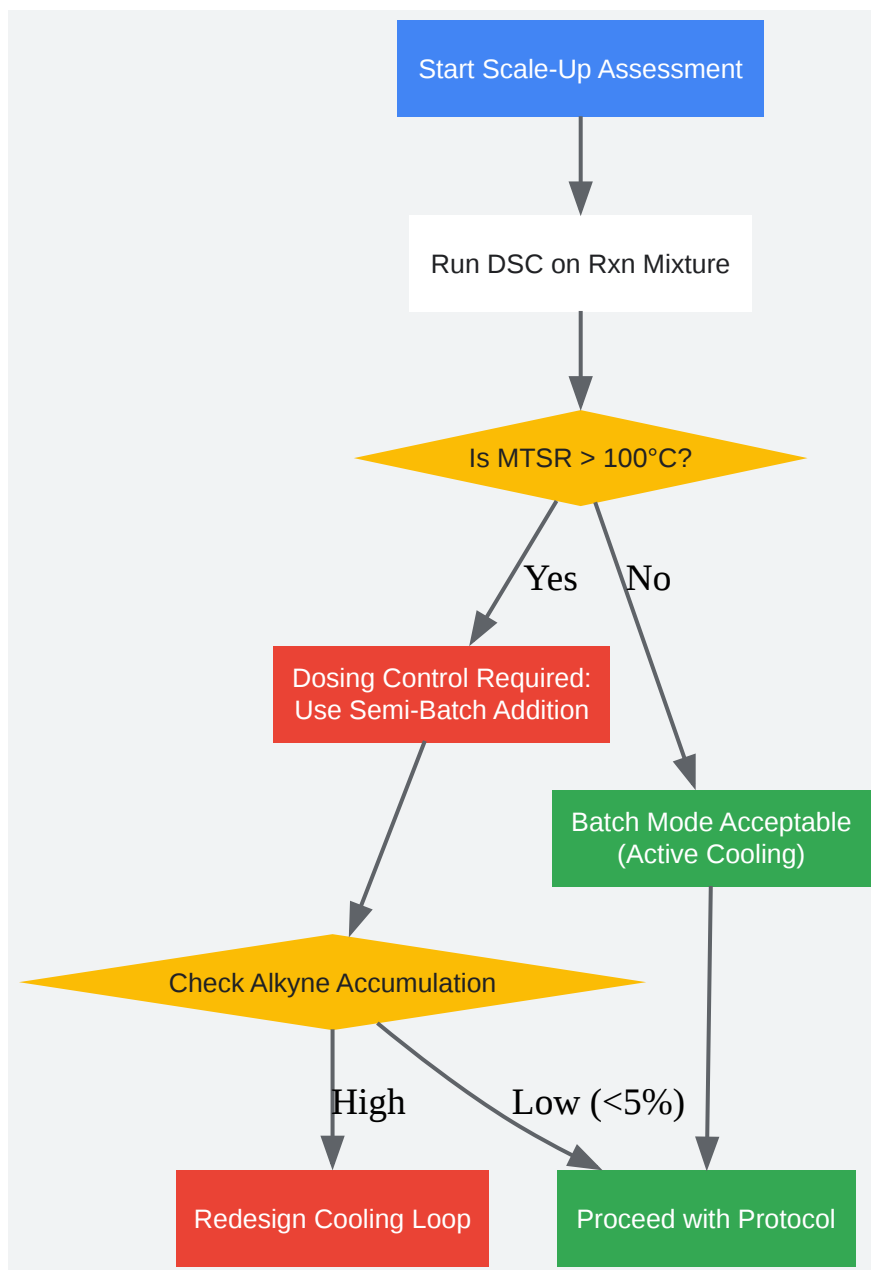 Start Scale-Up Assessment
Run DSC on Rxn Mixture
Is MTSR > 100°C?
Yes
No
Dosing Control Required:
Use Semi-Batch Addition
Batch Mode Acceptable
(Active Cooling)
Check Alkyne Accumulation
High
Low (<5%)
Redesign Cooling Loop
Proceed with Protocol